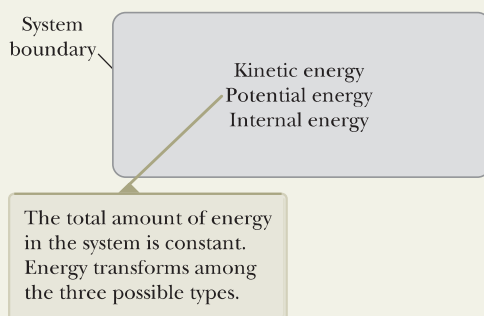 System
boundary
Kinetic energy
Potential energy
Internal energy
The total amount of energy
in the system is constant.
Energy transforms among
the three possible types.